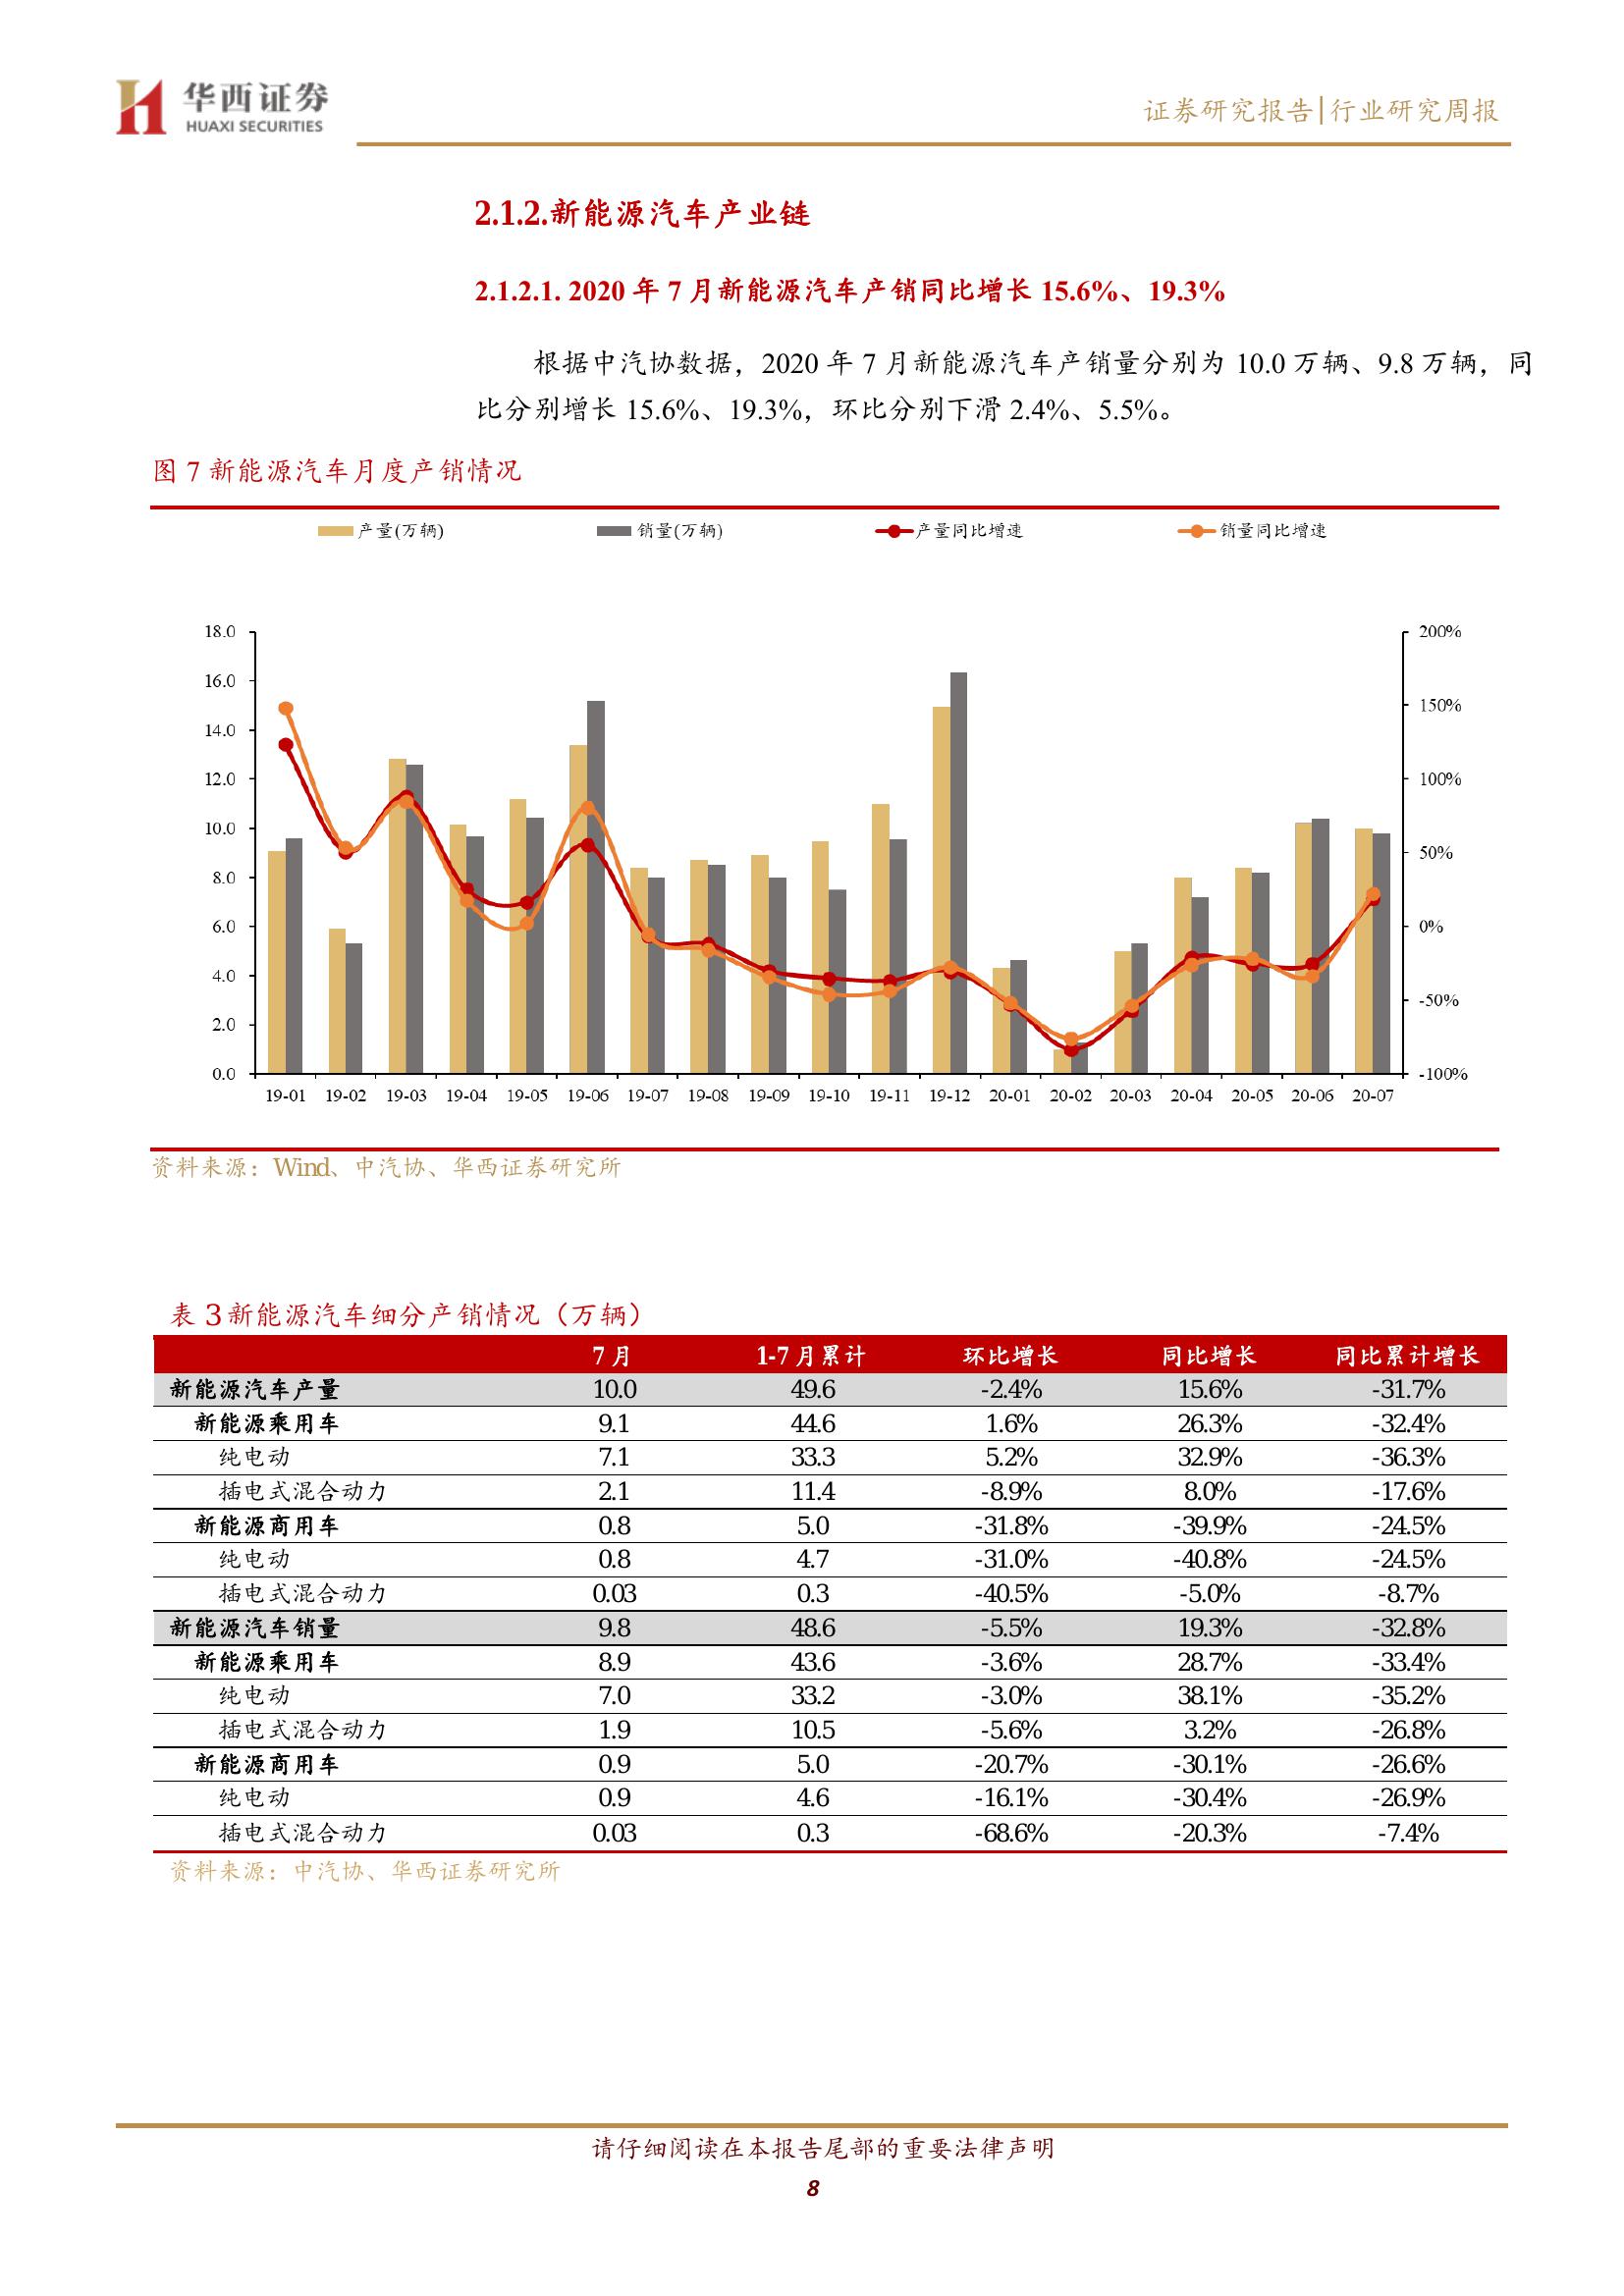 华西证券
HUAXI SECURITIES
证券研究报告|行业研究周报
2.1.2.新能源汽车产业链
2.1.2.1. 2020 年 7 月新能源汽车产销同比增长 15.6%、19.3%
根据中汽协数据，2020 年 7 月新能源汽车产销量分别为 10.0 万辆、9.8 万辆，同
比分别增长 15.6%、19.3%，环比分别下滑 2.4%、5.5%。
图 7 新能源汽车月度产销情况
产量(万辆) 销量(万辆) 产量同比增速 销量同比增速
18.0 200%
16.0
150%
14.0
12.0 100%
10.0
50%
8.0
6.0 0%
4.0
-50%
2.0
0.0 -100%
19-01 19-02 19-03 19-04 19-05 19-06 19-07 19-08 19-09 19-10 19-11 19-12 20-01 20-02 20-03 20-04 20-05 20-06 20-07
资料来源：Wind、中汽协、华西证券研究所
表 3 新能源汽车细分产销情况（万辆）
7 月 1-7 月累计 环比增长 同比增长 同比累计增长
新能源汽车产量 10.0 49.6 -2.4% 15.6% -31.7%
新能源乘用车 9.1 44.6 1.6% 26.3% -32.4%
纯电动 7.1 33.3 5.2% 32.9% -36.3%
插电式混合动力 2.1 11.4 -8.9% 8.0% -17.6%
新能源商用车 0.8 5.0 -31.8% -39.9% -24.5%
纯电动 0.8 4.7 -31.0% -40.8% -24.5%
插电式混合动力 0.03 0.3 -40.5% -5.0% -8.7%
新能源汽车销量 9.8 48.6 -5.5% 19.3% -32.8%
新能源乘用车 8.9 43.6 -3.6% 28.7% -33.4%
纯电动 7.0 33.2 -3.0% 38.1% -35.2%
插电式混合动力 1.9 10.5 -5.6% 3.2% -26.8%
新能源商用车 0.9 5.0 -20.7% -30.1% -26.6%
纯电动 0.9 4.6 -16.1% -30.4% -26.9%
插电式混合动力 0.03 0.3 -68.6% -20.3% -7.4%
资料来源：中汽协、华西证券研究所
请仔细阅读在本报告尾部的重要法律声明
8